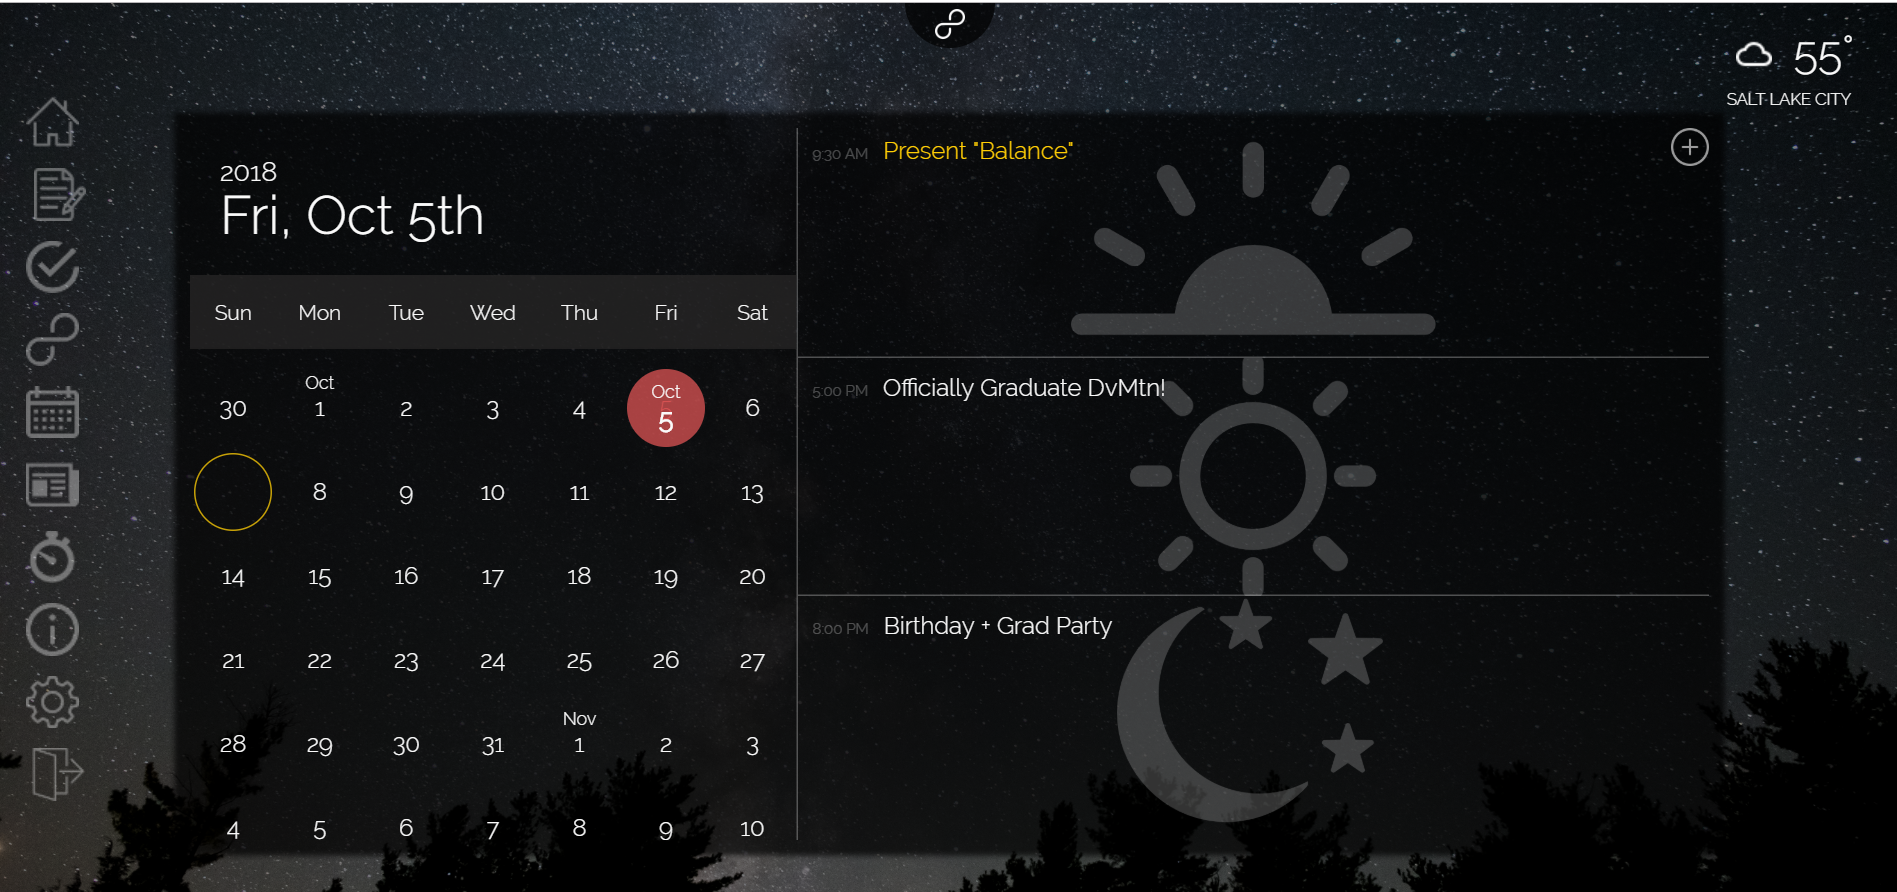 55°
SALT LAKE CITY
2018
Fri, Oct 5th
Sun Mon Tue Wed Thu Fri Sat
30 Oct 1 2 3 4 Oct 5 6
8 9 10 11 12 13
14 15 16 17 18 19 20
21 22 23 24 25 26 27
28 29 30 31 Nov 1 2 3
4 5 6 7 8 9 10
9:30 AM Present "Balance"
5:00 PM Officially Graduate DvMtn!
8:00 PM Birthday + Grad Party